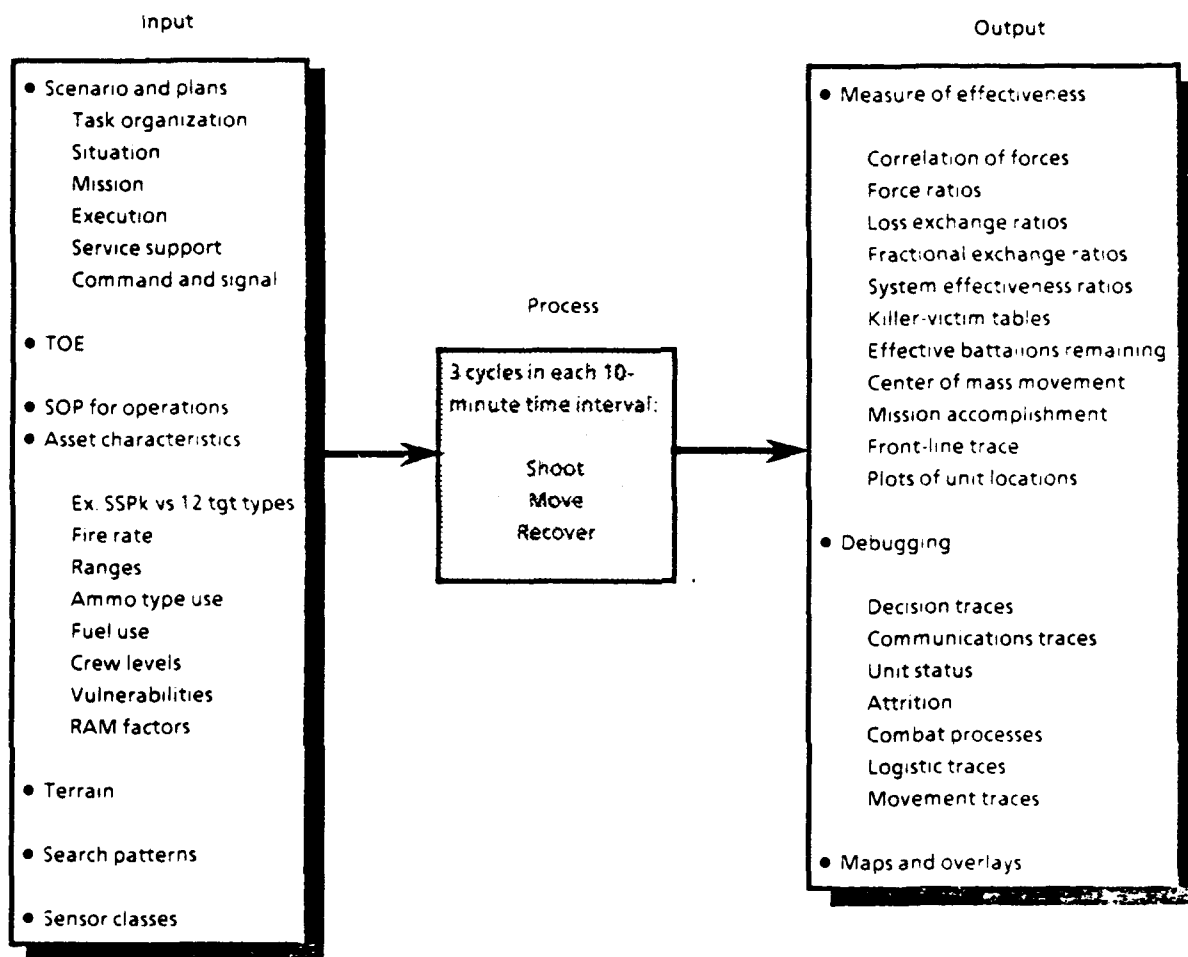 Input
• Scenario and plans
Task organization
Situation
Mission
Execution
Service support
Command and signal
• TOE
• SOP for operations
• Asset characteristics
Ex. SSPk vs 12 tgt types
Fire rate
Ranges
Ammo type use
Fuel use
Crew levels
Vulnerabilities
RAM factors
• Terrain
• Search patterns
• Sensor classes
Process
3 cycles in each 10-
minute time interval:
Shoot
Move
Recover
Output
• Measure of effectiveness
Correlation of forces
Force ratios
Loss exchange ratios
Fractional exchange ratios
System effectiveness ratios
Killer-victim tables
Effective battalions remaining
Center of mass movement
Mission accomplishment
Front-line trace
Plots of unit locations
• Debugging
Decision traces
Communications traces
Unit status
Attrition
Combat processes
Logistic traces
Movement traces
• Maps and overlays